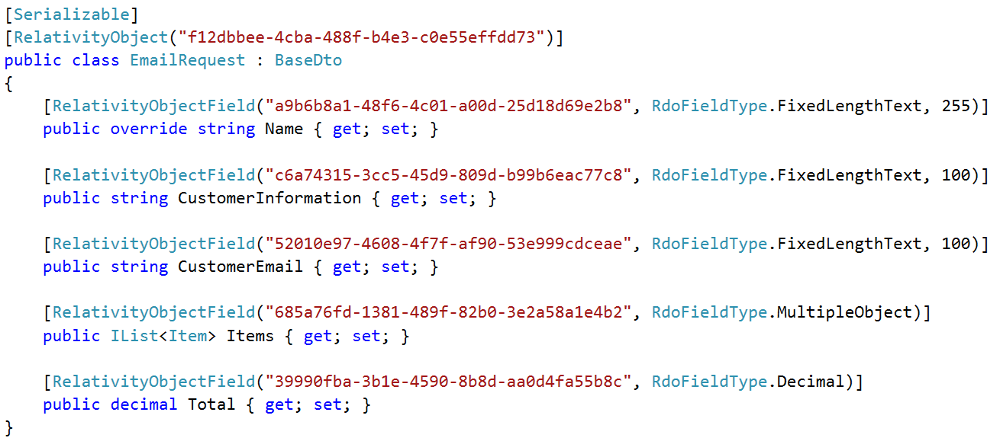 [Serializable]
[RelativityObject("f12dbbee-4cba-488f-b4e3-c0e55effdd73")]
public class EmailRequest : BaseDto
{
    [RelativityObjectField("a9b6b8a1-48f6-4c01-a00d-25d18d69e2b8", RdoFieldType.FixedLengthText, 255)]
    public override string Name { get; set; }

    [RelativityObjectField("c6a74315-3cc5-45d9-809d-b99b6eac77c8", RdoFieldType.FixedLengthText, 100)]
    public string CustomerInformation { get; set; }

    [RelativityObjectField("52010e97-4608-4f7f-af90-53e999cdceae", RdoFieldType.FixedLengthText, 100)]
    public string CustomerEmail { get; set; }

    [RelativityObjectField("685a76fd-1381-489f-82b0-3e2a58a1e4b2", RdoFieldType.MultipleObject)]
    public IList<Item> Items { get; set; }

    [RelativityObjectField("39990fba-3b1e-4590-8b8d-aa0d4fa55b8c", RdoFieldType.Decimal)]
    public decimal Total { get; set; }
}